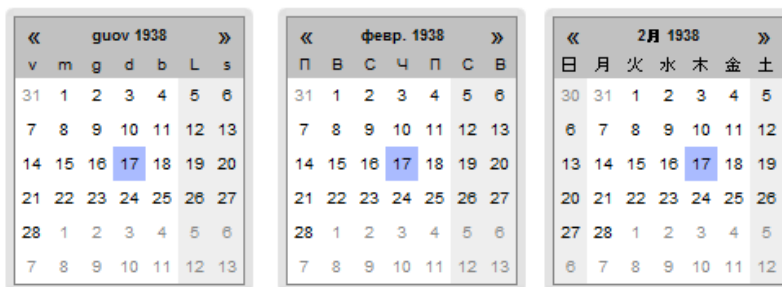 « guov 1938 »
v m g d b L s
31 1 2 3 4 5 6
7 8 9 10 11 12 13
14 15 16 17 18 19 20
21 22 23 24 25 26 27
28 1 2 3 4 5 6
7 8 9 10 11 12 13
« февр. 1938 »
П В С Ч П С В
31 1 2 3 4 5 6
7 8 9 10 11 12 13
14 15 16 17 18 19 20
21 22 23 24 25 26 27
28 1 2 3 4 5 6
7 8 9 10 11 12 13
« 2月 1938 »
日 月 火 水 木 金 土
30 31 1 2 3 4 5
6 7 8 9 10 11 12
13 14 15 16 17 18 19
20 21 22 23 24 25 26
27 28 1 2 3 4 5
6 7 8 9 10 11 12